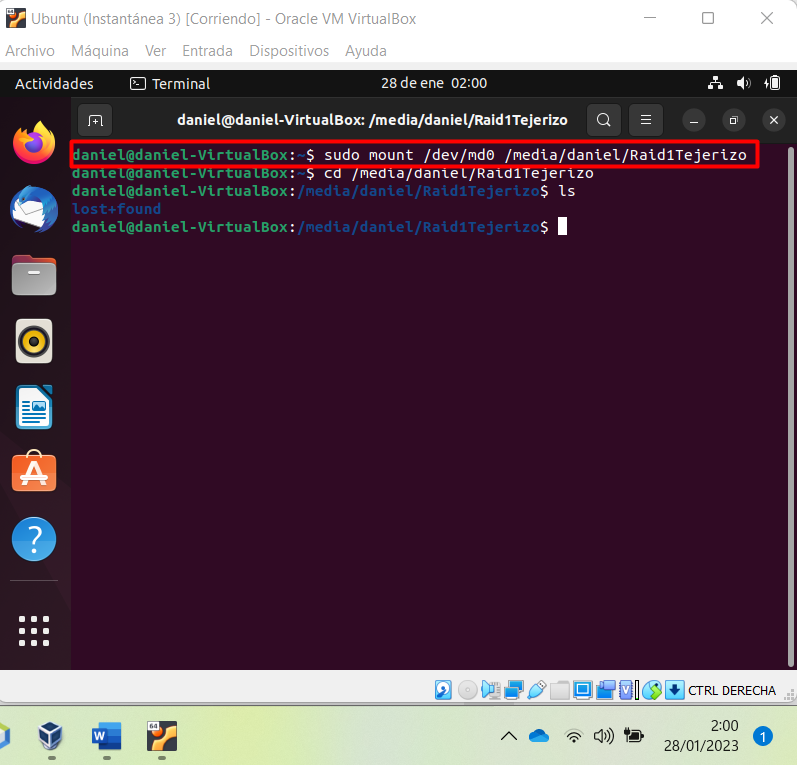 Ubuntu (Instantánea 3) [Corriendo] - Oracle VM VirtualBox
Archivo Máquina Ver Entrada Dispositivos Ayuda
Actividades Terminal 28 de ene 02:00
daniel@daniel-VirtualBox: /media/daniel/Raid1Tejerizo
daniel@daniel-VirtualBox:~$ sudo mount /dev/md0 /media/daniel/Raid1Tejerizo
daniel@daniel-VirtualBox:~$ cd /media/daniel/Raid1Tejerizo
daniel@daniel-VirtualBox:/media/daniel/Raid1Tejerizo$ ls
lost+found
daniel@daniel-VirtualBox:/media/daniel/Raid1Tejerizo$
CTRL DERECHA
2:00
28/01/2023
1